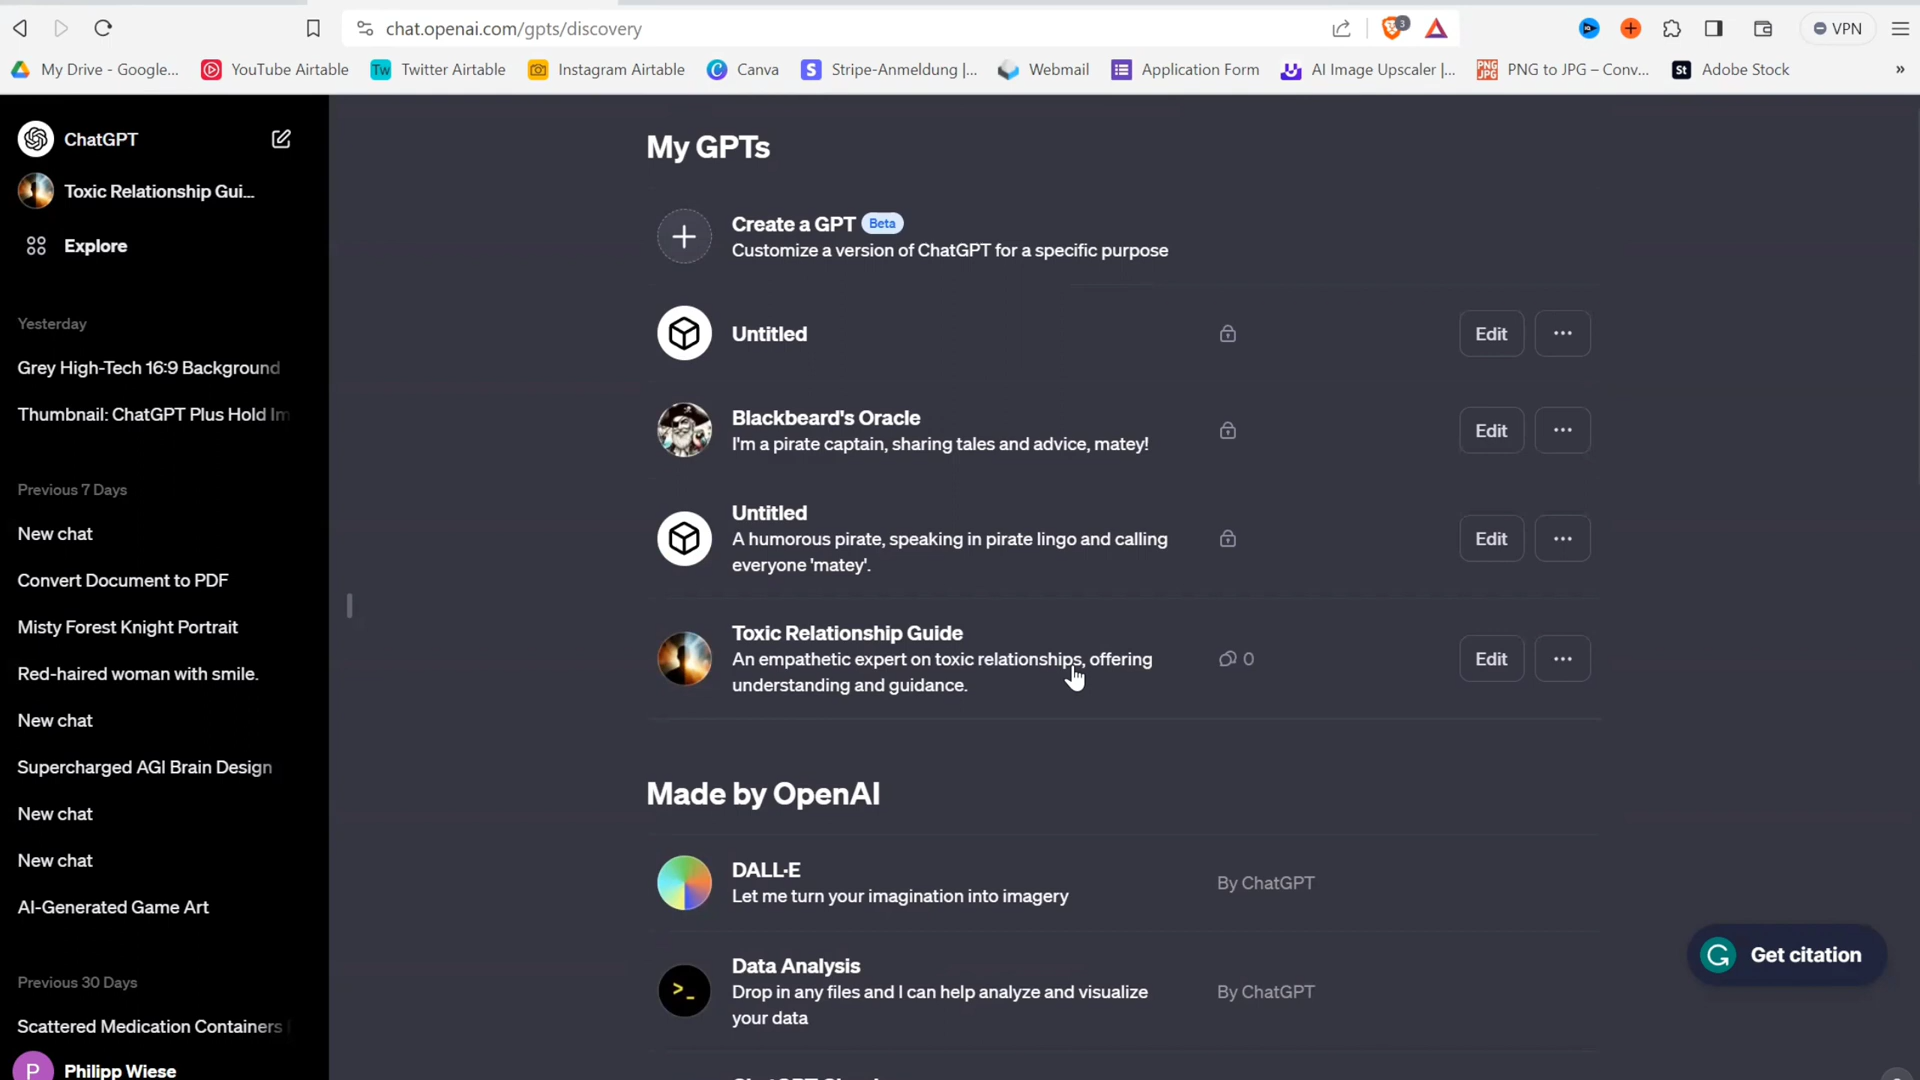 chat.openai.com/gpts/discovery
3
VPN
My Drive - Google...
YouTube Airtable
Tw
Twitter Airtable
Instagram Airtable
Canva
S
Stripe-Anmeldung |...
Webmail
Application Form
AI Image Upscaler |...
PNG JPG
PNG to JPG – Conv...
St
Adobe Stock
»
ChatGPT
Toxic Relationship Gui...
Explore
Yesterday
Grey High-Tech 16:9 Background
Thumbnail: ChatGPT Plus Hold Im
Previous 7 Days
New chat
Convert Document to PDF
Misty Forest Knight Portrait
Red-haired woman with smile.
New chat
Supercharged AGI Brain Design
New chat
New chat
AI-Generated Game Art
Previous 30 Days
Scattered Medication Containers
P
Philipp Wiese
My GPTs
Create a GPT Beta
Customize a version of ChatGPT for a specific purpose
Untitled
Edit
...
Blackbeard's Oracle
I'm a pirate captain, sharing tales and advice, matey!
Edit
...
Untitled
A humorous pirate, speaking in pirate lingo and calling
everyone 'matey'.
Edit
...
Toxic Relationship Guide
An empathetic expert on toxic relationships, offering
understanding and guidance.
0
Edit
...
Made by OpenAI
DALL·E
Let me turn your imagination into imagery
By ChatGPT
>_
Data Analysis
Drop in any files and I can help analyze and visualize
your data
By ChatGPT
G
Get citation